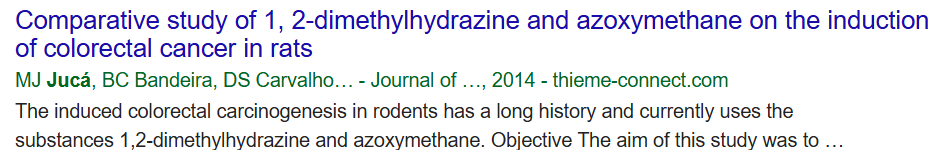 Comparative study of 1, 2-dimethylhydrazine and azoxymethane on the induction
of colorectal cancer in rats
MJ Jucá, BC Bandeira, DS Carvalho… - Journal of …, 2014 - thieme-connect.com
The induced colorectal carcinogenesis in rodents has a long history and currently uses the
substances 1,2-dimethylhydrazine and azoxymethane. Objective The aim of this study was to …